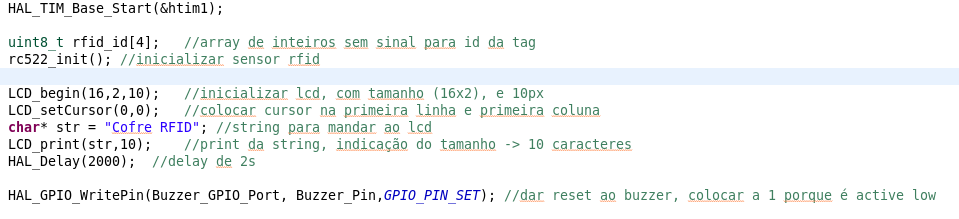 HAL_TIM_Base_Start(&htim1);
uint8_t rfid_id[4];   //array de inteiros sem sinal para id da tag
rc522_init(); //inicializar sensor rfid
LCD_begin(16,2,10);   //inicializar lcd, com tamanho (16x2), e 10px
LCD_setCursor(0,0);   //colocar cursor na primeira linha e primeira coluna
char* str = "Cofre RFID"; //string para mandar ao lcd
LCD_print(str,10);    //print da string, indicação do tamanho -> 10 caracteres
HAL_Delay(2000);  //delay de 2s
HAL_GPIO_WritePin(Buzzer_GPIO_Port, Buzzer_Pin,GPIO_PIN_SET); //dar reset ao buzzer, colocar a 1 porque é active low